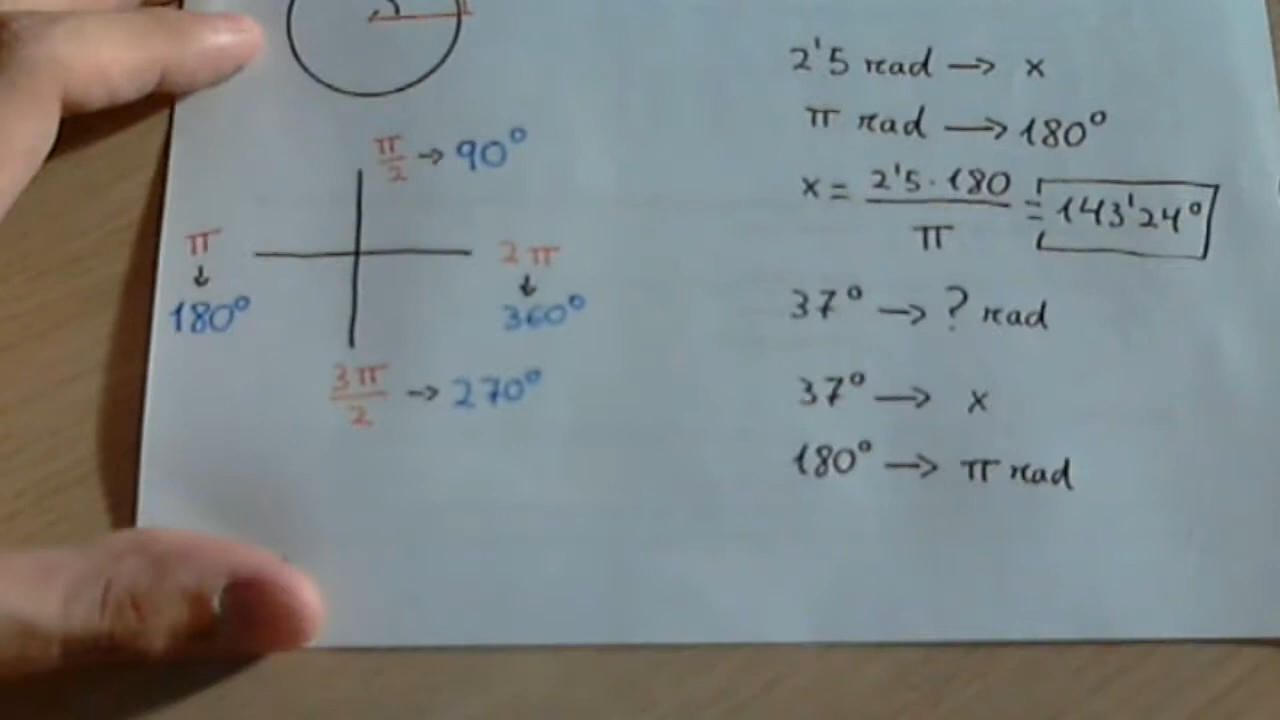 π/2 → 90°
π
↓
180°
2π
↓
360°
3π/2 → 270°
2'5 rad → x
π rad → 180°
x = 2'5 · 180 / π = 143'24°
37° → ? rad
37° → x
180° → π rad